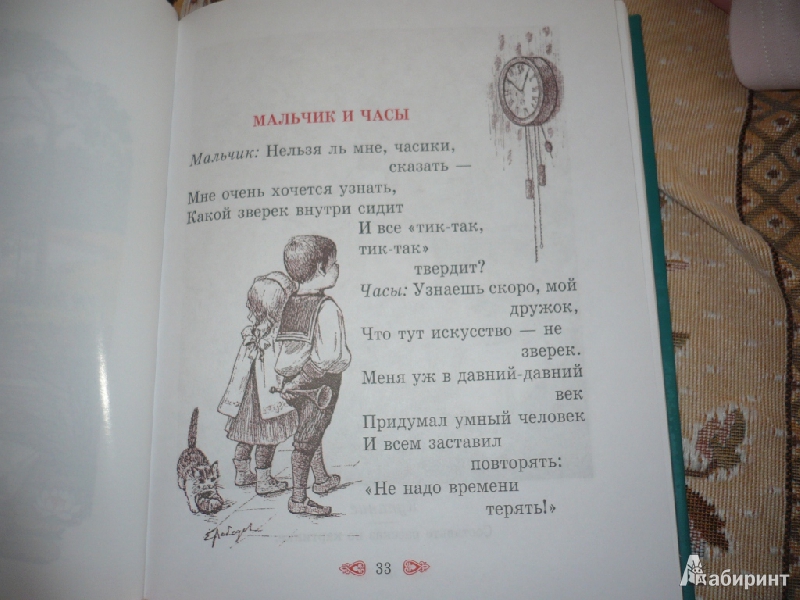 МАЛЬЧИК И ЧАСЫ
Мальчик: Нельзя ль мне, часики,
сказать —
Мне очень хочется узнать,
Какой зверек внутри сидит
И все «тик-так,
тик-так»
твердит?
Часы: Узнаешь скоро, мой
дружок,
Что тут искусство — не
зверек.
Меня уж в давний-давний
век
Придумал умный человек
И всем заставил
повторять:
«Не надо времени
терять!»
33
Лабиринт